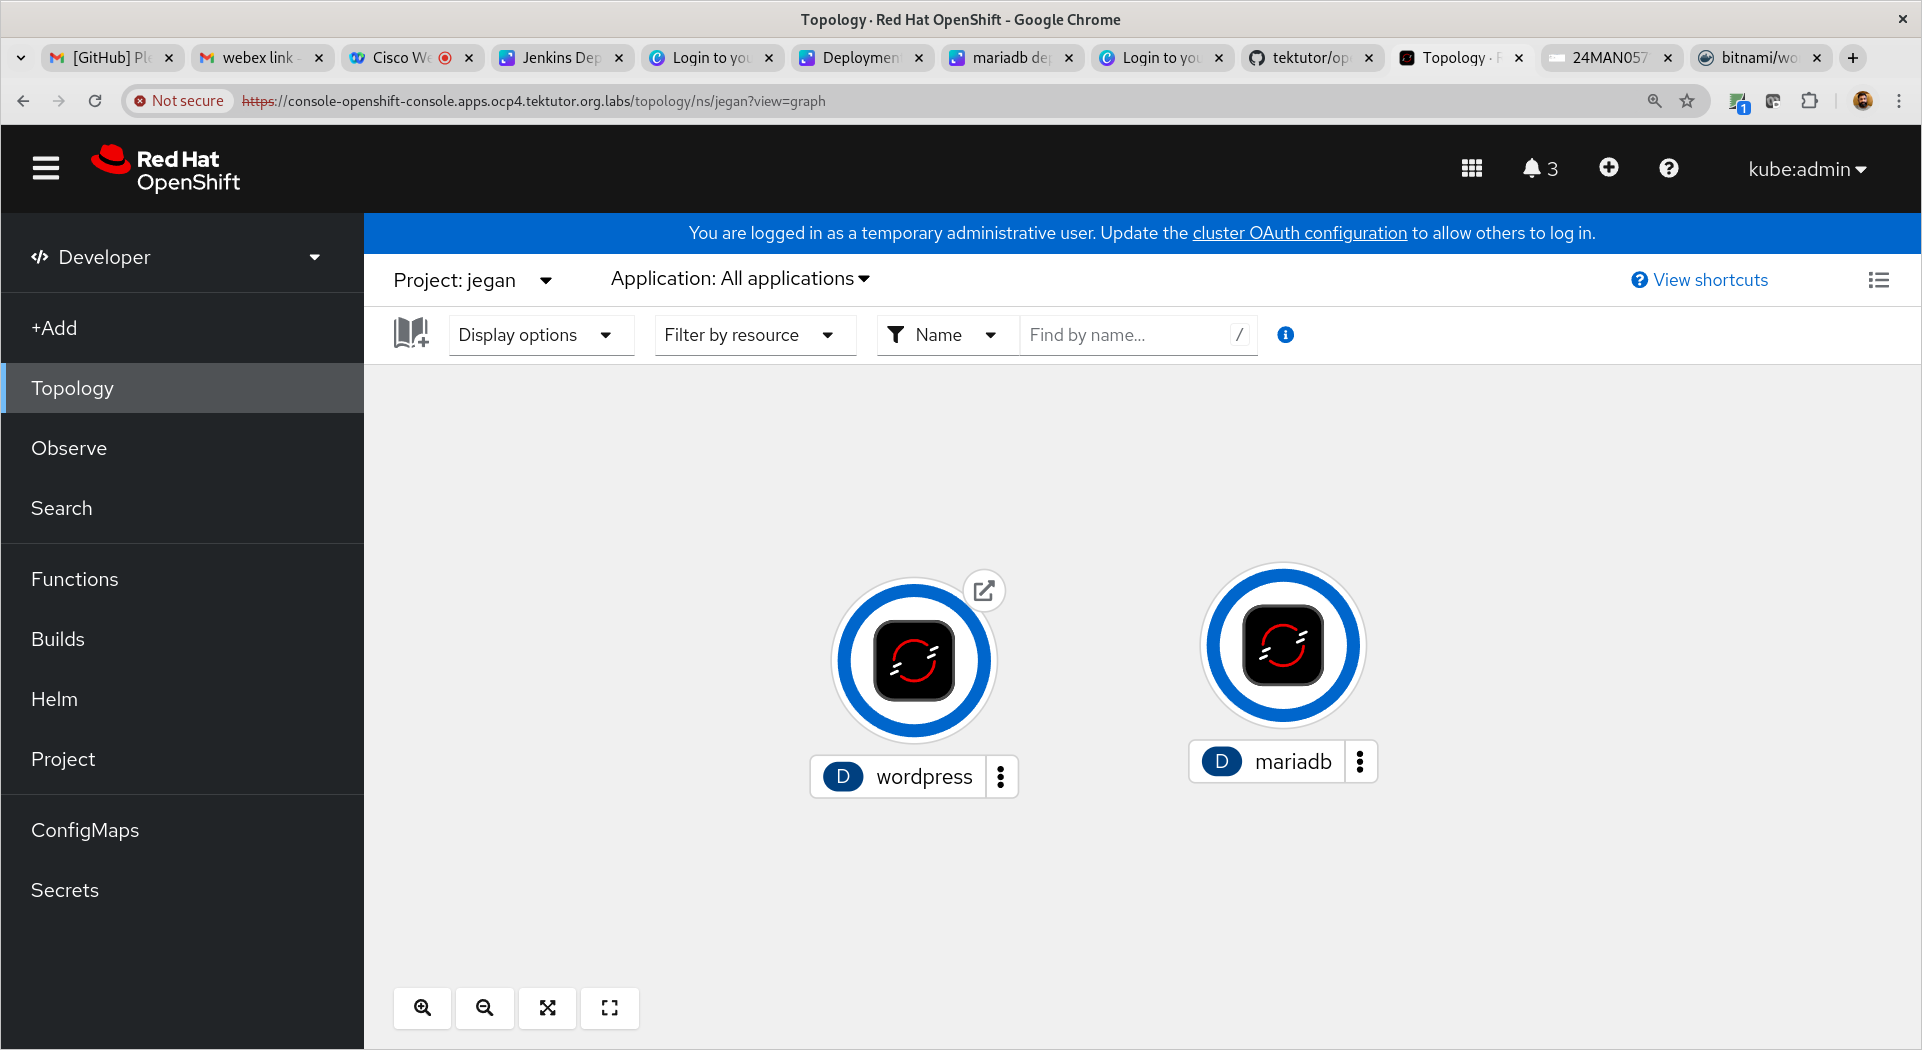 Topology · Red Hat OpenShift - Google Chrome
[GitHub] Pl
webex link -
Cisco We
Jenkins Dep
Login to you
Deploymen
mariadb de
Login to you
tektutor/op
Topology · R
24MAN057
bitnami/wo
Not secure
https://console-openshift-console.apps.ocp4.tektutor.org.labs/topology/ns/jegan?view=graph
1
Red Hat
OpenShift
3
kube:admin
You are logged in as a temporary administrative user. Update the cluster OAuth configuration to allow others to log in.
Developer
+Add
Topology
Observe
Search
Functions
Builds
Helm
Project
ConfigMaps
Secrets
Project: jegan
Application: All applications
View shortcuts
Display options
Filter by resource
Name
Find by name...
/
D wordpress
D mariadb